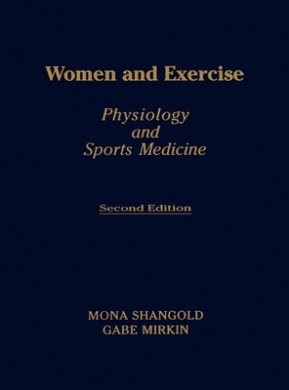 Women and Exercise
Physiology
and
Sports Medicine
Second Edition
MONA SHANGOLD
GABE MIRKIN